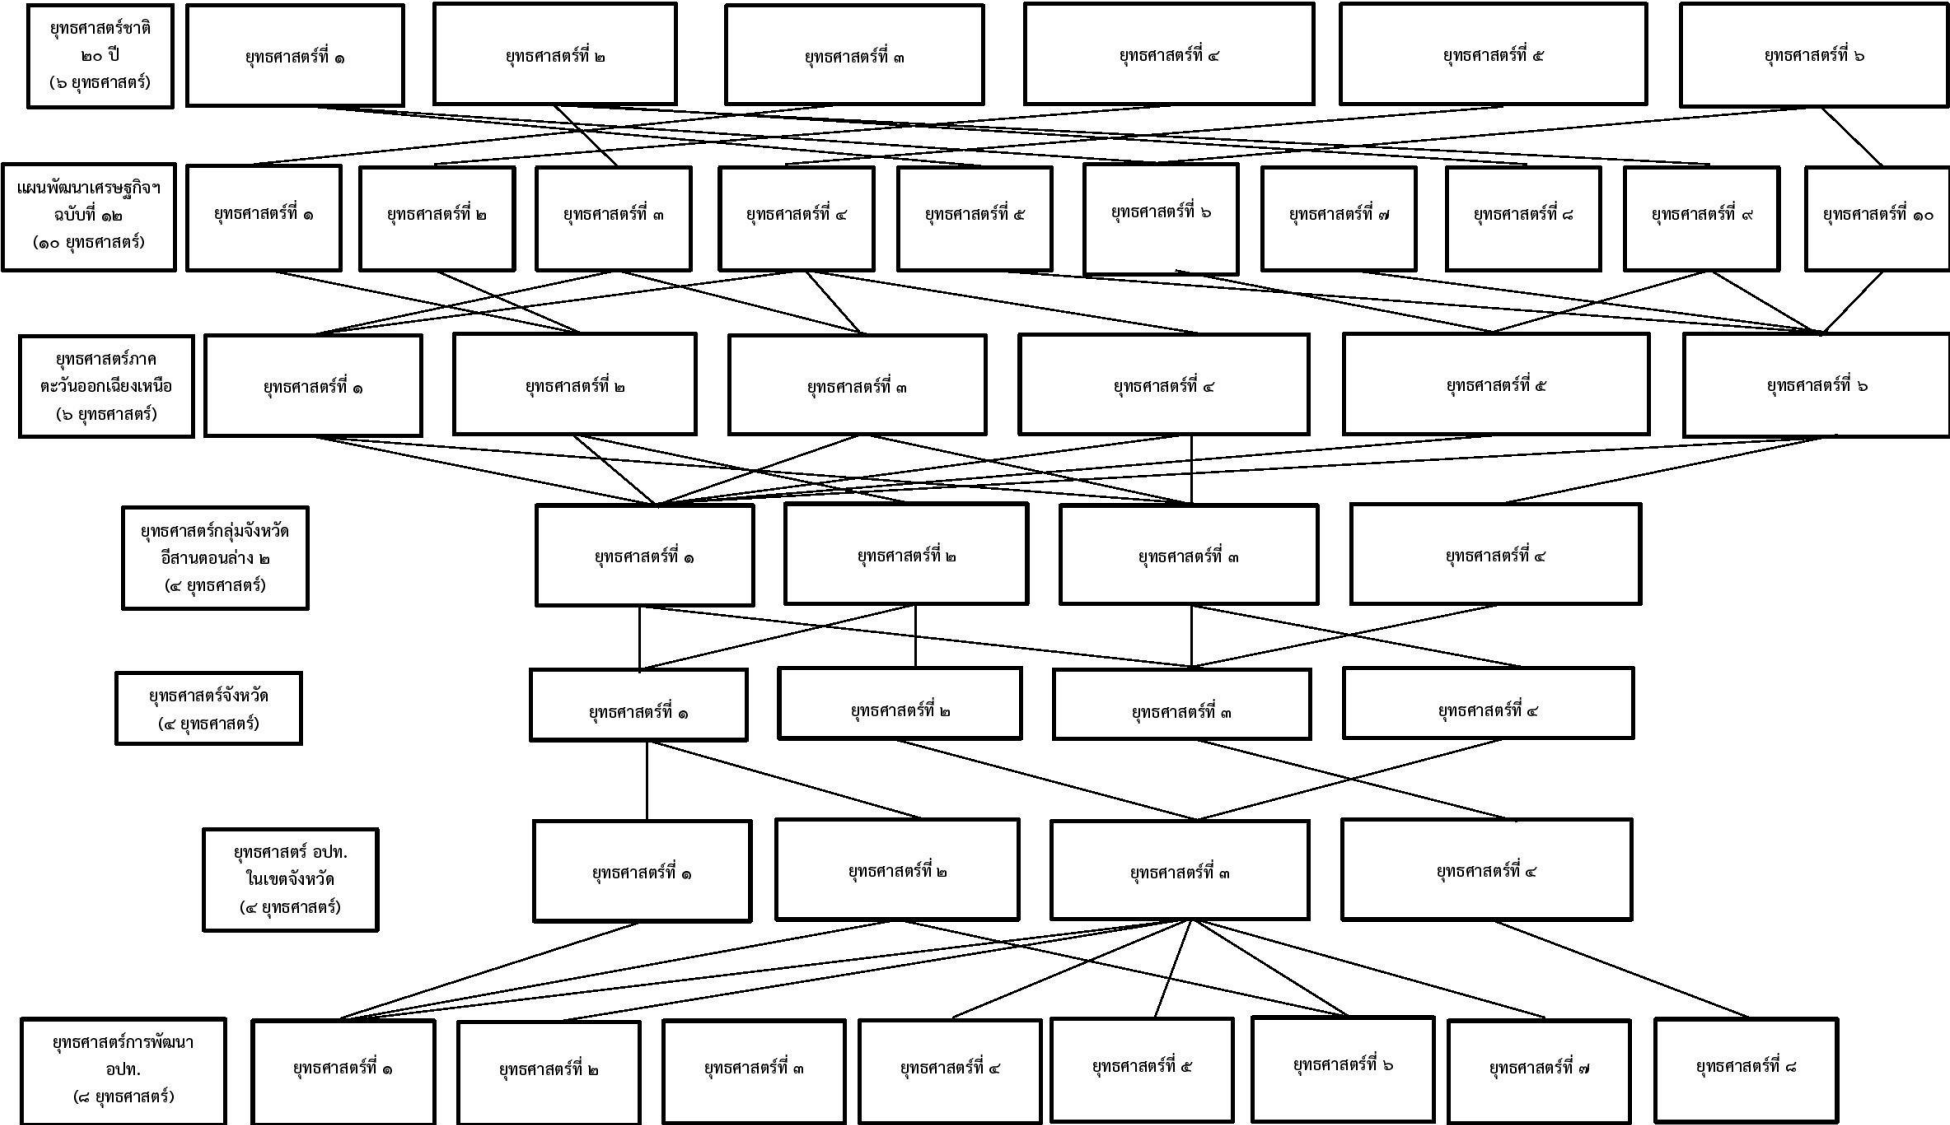 ยุทธศาสตร์ชาติ
๒๐ ปี
(๖ ยุทธศาสตร์)
ยุทธศาสตร์ที่ ๑
ยุทธศาสตร์ที่ ๒
ยุทธศาสตร์ที่ ๓
ยุทธศาสตร์ที่ ๔
ยุทธศาสตร์ที่ ๕
ยุทธศาสตร์ที่ ๖
แผนพัฒนาเศรษฐกิจฯ
ฉบับที่ ๑๒
(๑๐ ยุทธศาสตร์)
ยุทธศาสตร์ที่ ๑
ยุทธศาสตร์ที่ ๒
ยุทธศาสตร์ที่ ๓
ยุทธศาสตร์ที่ ๔
ยุทธศาสตร์ที่ ๕
ยุทธศาสตร์ที่ ๖
ยุทธศาสตร์ที่ ๗
ยุทธศาสตร์ที่ ๘
ยุทธศาสตร์ที่ ๙
ยุทธศาสตร์ที่ ๑๐
ยุทธศาสตร์ภาค
ตะวันออกเฉียงเหนือ
(๖ ยุทธศาสตร์)
ยุทธศาสตร์ที่ ๑
ยุทธศาสตร์ที่ ๒
ยุทธศาสตร์ที่ ๓
ยุทธศาสตร์ที่ ๔
ยุทธศาสตร์ที่ ๕
ยุทธศาสตร์ที่ ๖
ยุทธศาสตร์กลุ่มจังหวัด
อีสานตอนล่าง ๒
(๔ ยุทธศาสตร์)
ยุทธศาสตร์ที่ ๑
ยุทธศาสตร์ที่ ๒
ยุทธศาสตร์ที่ ๓
ยุทธศาสตร์ที่ ๔
ยุทธศาสตร์จังหวัด
(๔ ยุทธศาสตร์)
ยุทธศาสตร์ที่ ๑
ยุทธศาสตร์ที่ ๒
ยุทธศาสตร์ที่ ๓
ยุทธศาสตร์ที่ ๔
ยุทธศาสตร์ อปท.
ในเขตจังหวัด
(๔ ยุทธศาสตร์)
ยุทธศาสตร์ที่ ๑
ยุทธศาสตร์ที่ ๒
ยุทธศาสตร์ที่ ๓
ยุทธศาสตร์ที่ ๔
ยุทธศาสตร์การพัฒนา
อปท.
(๘ ยุทธศาสตร์)
ยุทธศาสตร์ที่ ๑
ยุทธศาสตร์ที่ ๒
ยุทธศาสตร์ที่ ๓
ยุทธศาสตร์ที่ ๔
ยุทธศาสตร์ที่ ๕
ยุทธศาสตร์ที่ ๖
ยุทธศาสตร์ที่ ๗
ยุทธศาสตร์ที่ ๘